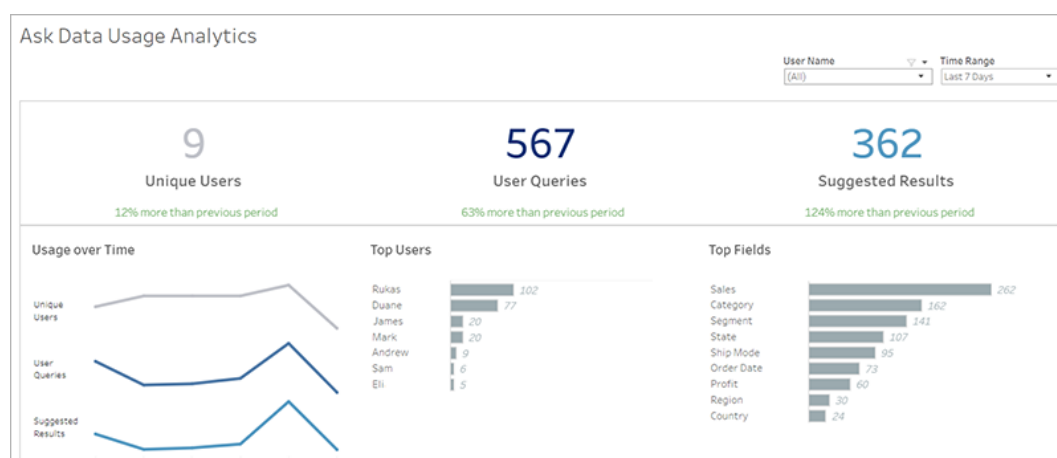 Ask Data Usage Analytics
User Name
Time Range
(All)
Last 7 Days
9
567
362
Unique Users
User Queries
Suggested Results
12% more than previous period
63% more than previous period
124% more than previous period
Usage over Time
Unique
Users
User
Queries
Suggested
Results
Top Users
Rukas 102
Duane 77
James 20
Mark 20
Andrew 9
Sam 6
Eli 5
Top Fields
Sales 262
Category 162
Segment 141
State 107
Ship Mode 95
Order Date 73
Profit 60
Region 30
Country 24